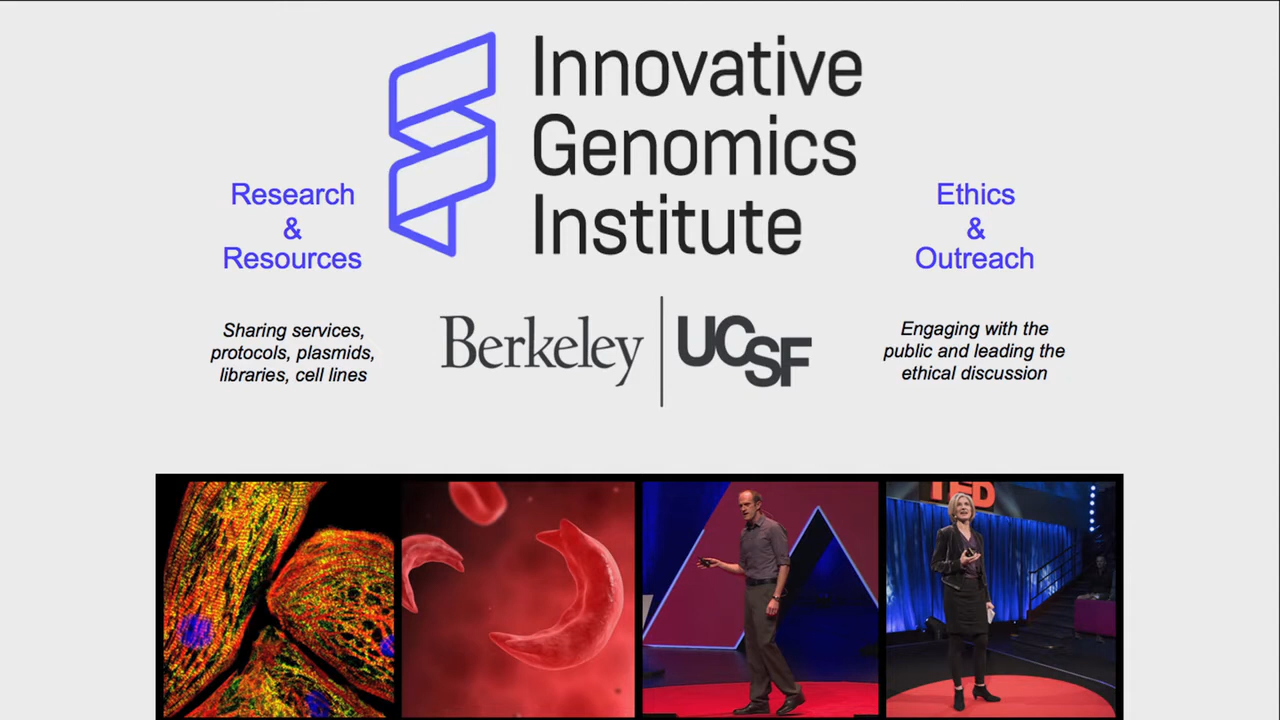 Innovative
Genomics
Institute
Research
&
Resources
Ethics
&
Outreach
Sharing services,
protocols, plasmids,
libraries, cell lines
Berkeley
UCSF
Engaging with the
public and leading the
ethical discussion
TED